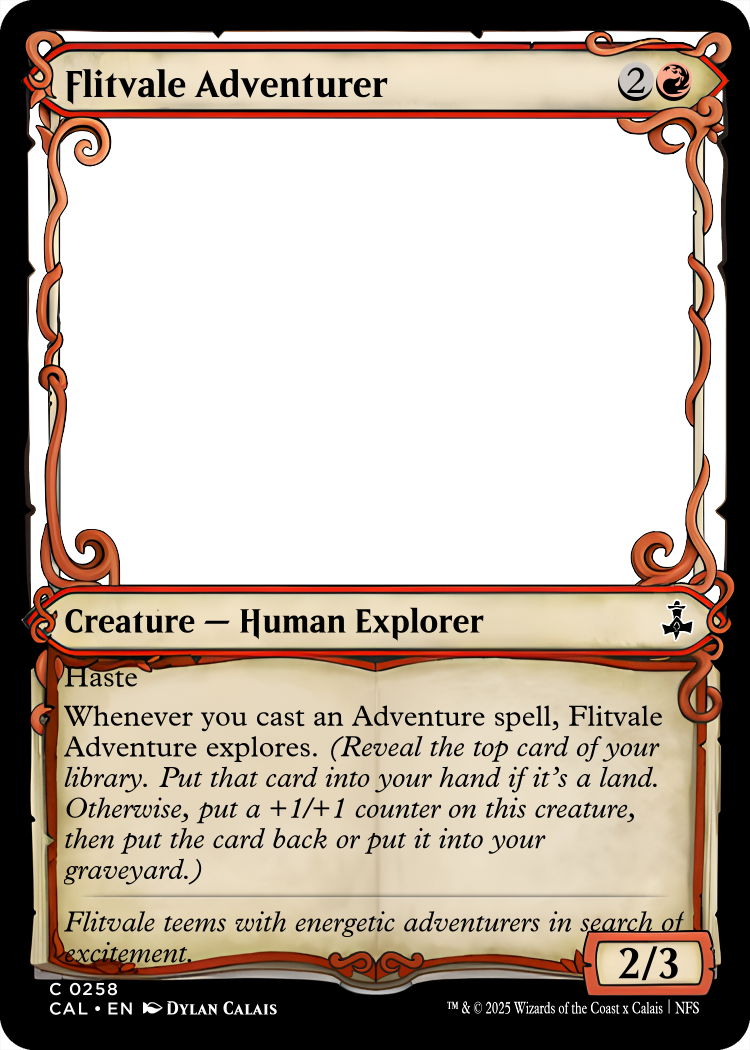 Flitvale Adventurer 2
Creature — Human Explorer
Haste
Whenever you cast an Adventure spell, Flitvale
Adventure explores. (Reveal the top card of your
library. Put that card into your hand if it's a land.
Otherwise, put a +1/+1 counter on this creature,
then put the card back or put it into your
graveyard.)
Flitvale teems with energetic adventurers in search of
excitement.
2/3
C 0258
CAL • EN DYLAN CALAIS
™ & © 2025 Wizards of the Coast x Calais | NFS